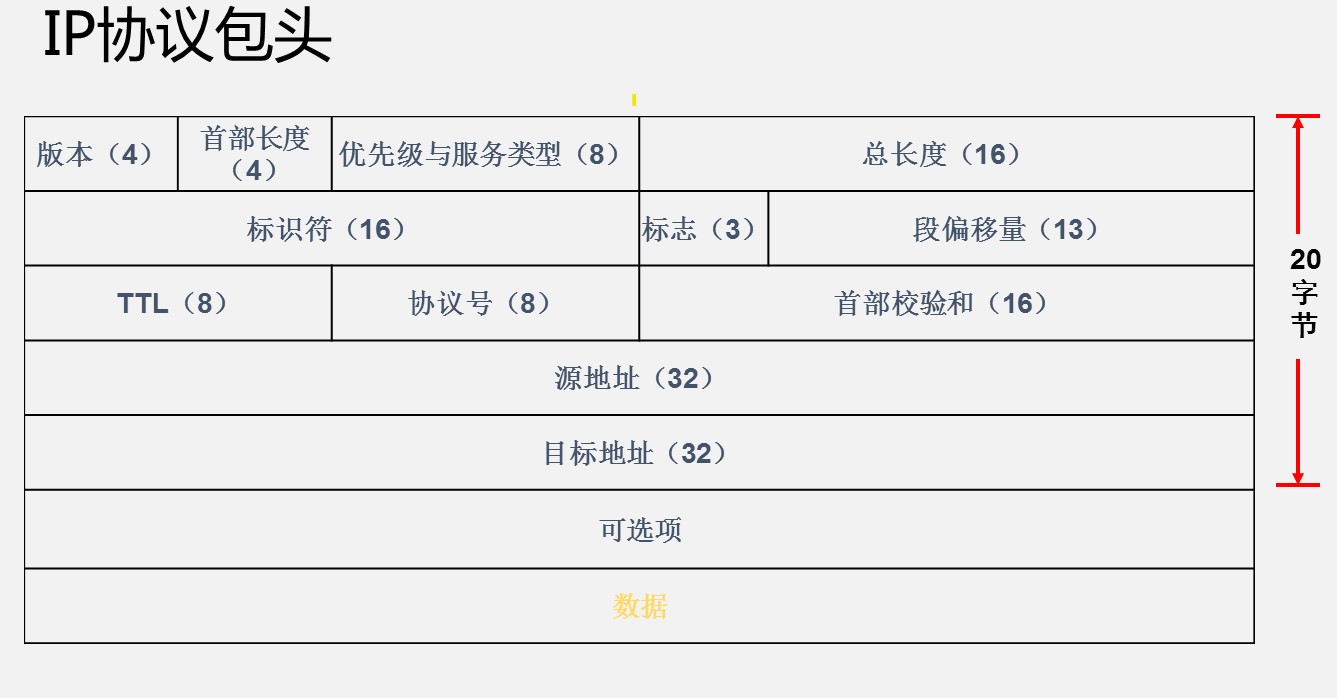 IP协议包头
版本（4）
首部长度
（4）
优先级与服务类型（8）
总长度（16）
标识符（16）
标志（3）
段偏移量（13）
TTL（8）
协议号（8）
首部校验和（16）
源地址（32）
目标地址（32）
可选项
数据
20
字
节